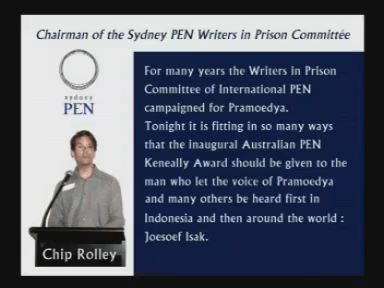 Chairman of the Sydney PEN Writers in Prison Committee
sydney
PEN
For many years the Writers in Prison
Committee of International PEN
campaigned for Pramoedya.
Tonight it is fitting in so many ways
that the inaugural Australian PEN
Keneally Award should be given to the
man who let the voice of Pramoedya
and many others be heard first in
Indonesia and then around the world :
Joesoef Isak.
Chip Rolley